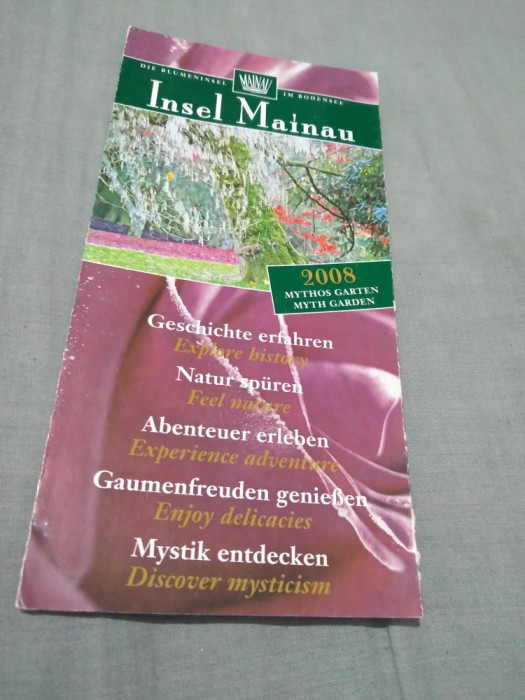 DIE BLUMENINSEL MAINAU IM BODENSEE
Insel Mainau
2008
MYTHOS GARTEN
MYTH GARDEN
Geschichte erfahren
Explore history
Natur spüren
Feel nature
Abenteuer erleben
Experience adventure
Gaumenfreuden genießen
Enjoy delicacies
Mystik entdecken
Discover mysticism